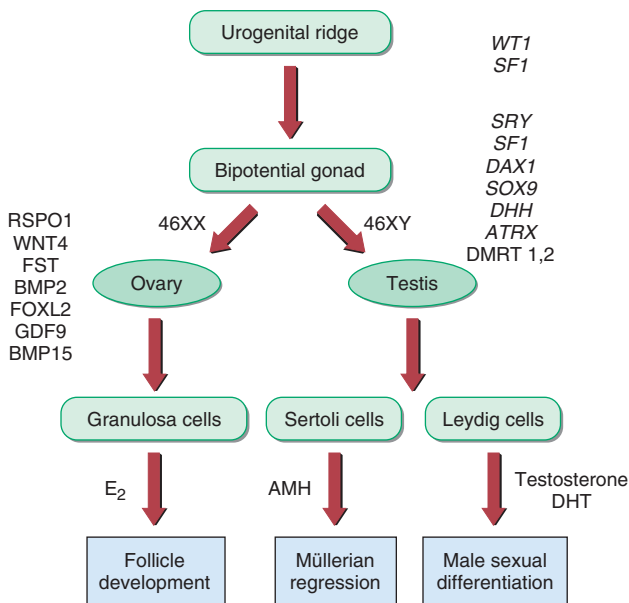 Urogenital ridge
WT1
SF1
Bipotential gonad
SRY
SF1
DAX1
SOX9
DHH
ATRX
DMRT 1,2
46XX
46XY
RSPO1
WNT4
FST
BMP2
FOXL2
GDF9
BMP15
Ovary
Testis
Granulosa cells
Sertoli cells
Leydig cells
E2
AMH
Testosterone
DHT
Follicle
development
Müllerian
regression
Male sexual
differentiation